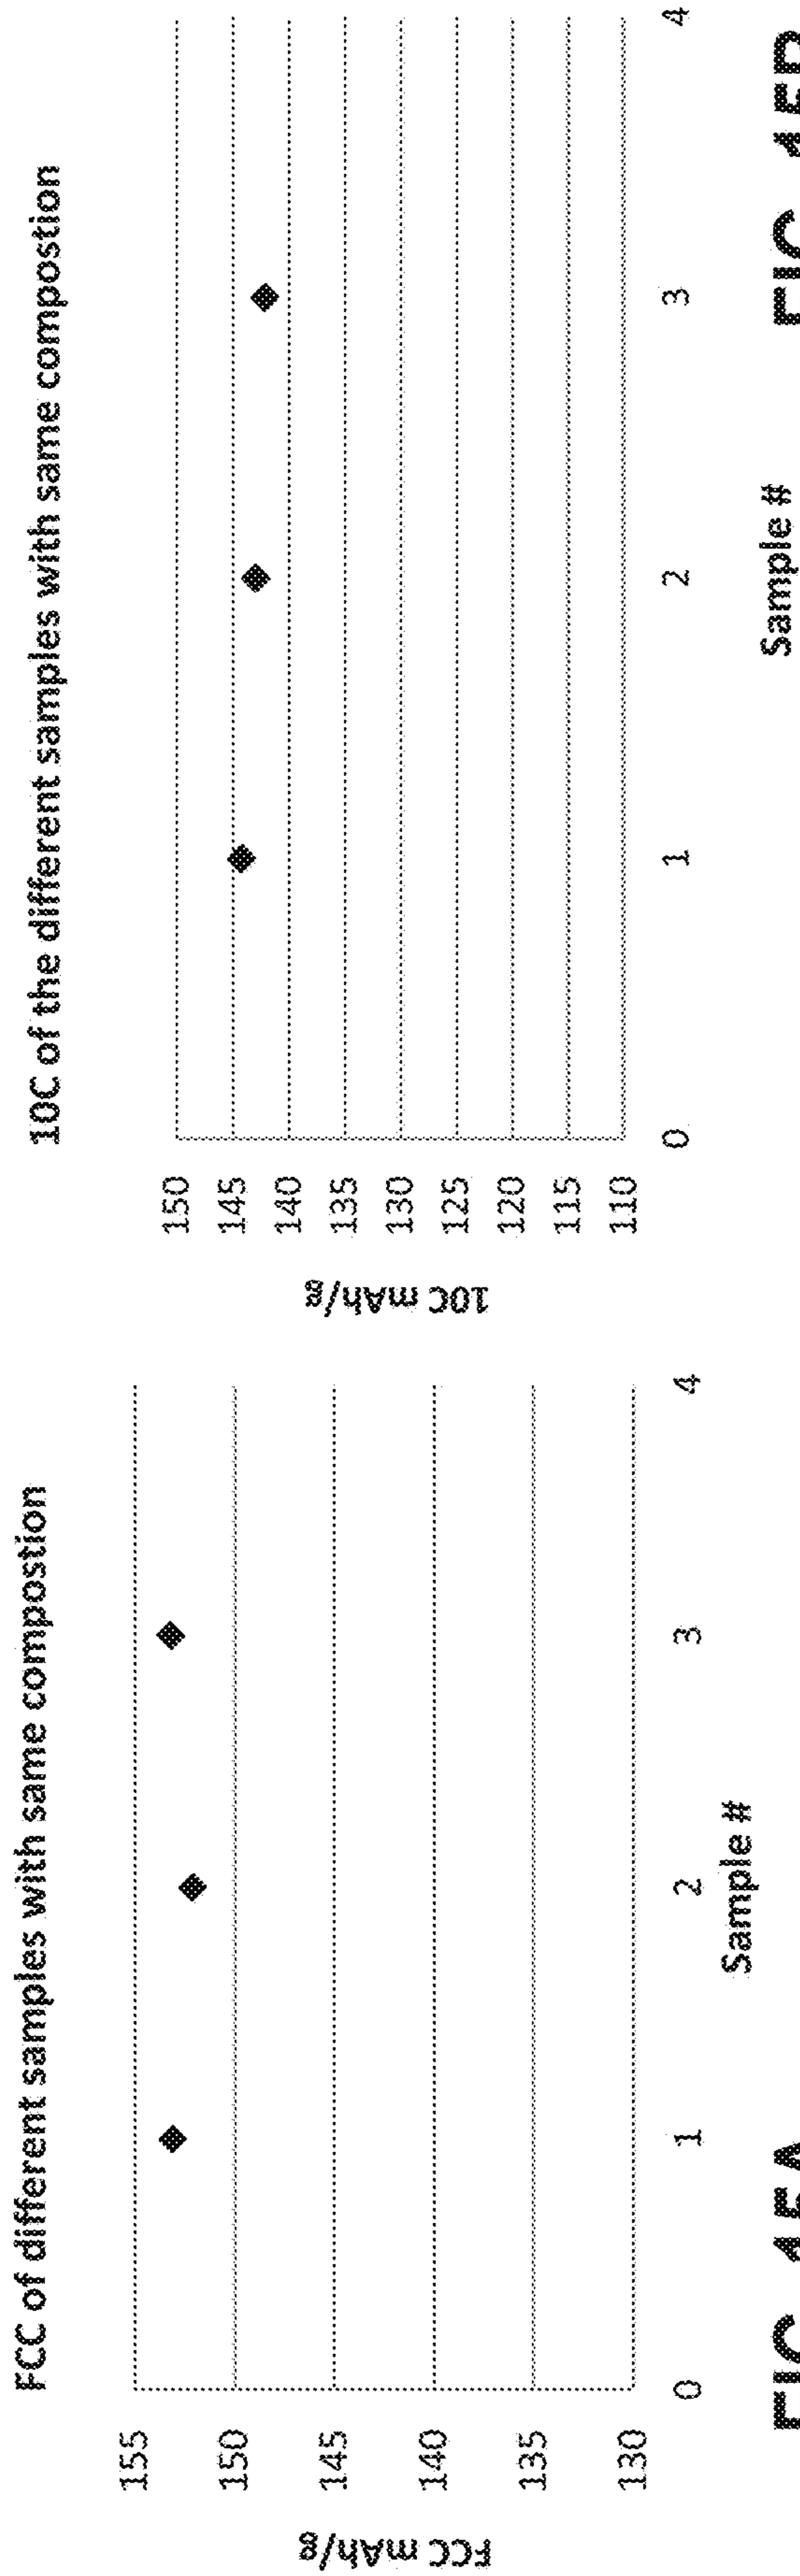 FCC of different samples with same compostion
FCC mAh/g
155
150
145
140
135
130
0 1 2 3 4
Sample #
10C of the different samples with same compostion
10C mAh/g
150
145
140
135
130
125
120
115
110
0 1 2 3 4
Sample #